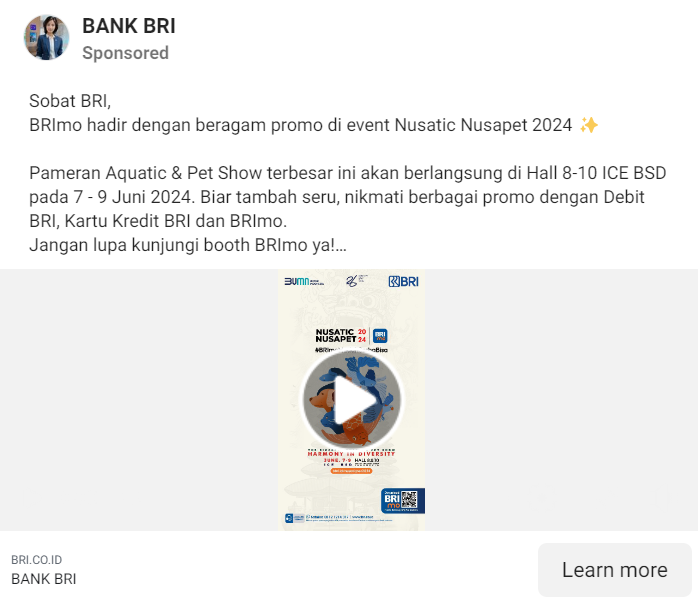 BANK BRI
Sponsored
Sobat BRI,
BRImo hadir dengan beragam promo di event Nusatic Nusapet 2024 ✨
Pameran Aquatic & Pet Show terbesar ini akan berlangsung di Hall 8-10 ICE BSD
pada 7 - 9 Juni 2024. Biar tambah seru, nikmati berbagai promo dengan Debit
BRI, Kartu Kredit BRI dan BRImo.
Jangan lupa kunjungi booth BRImo ya!...
BUMN
BRI
NUSATIC 20
NUSAPET 24
BRI
HARMONY IN DIVERSITY
JUNE, 7-9 HALL 8-10
ICE BSD
BRI
mo
BRI.CO.ID
BANK BRI
Learn more